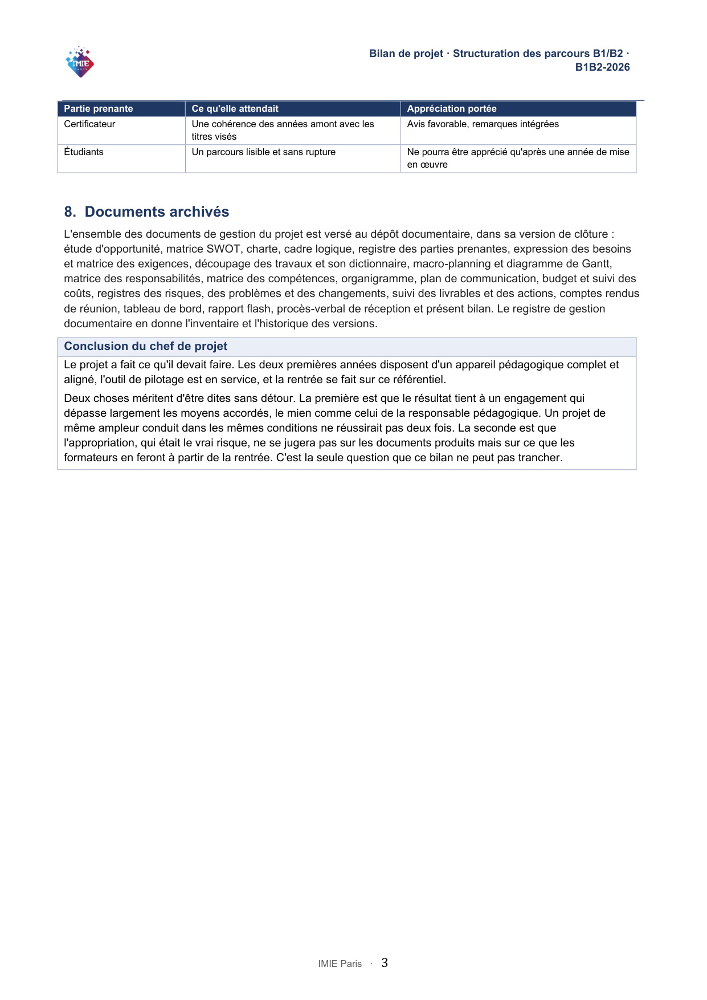 IMIE
PARIS
Bilan de projet · Structuration des parcours B1/B2 ·
B1B2-2026
Partie prenante Ce qu'elle attendait Appréciation portée
Certificateur Une cohérence des années amont avec les Avis favorable, remarques intégrées
titres visés
Étudiants Un parcours lisible et sans rupture Ne pourra être apprécié qu'après une année de mise
en œuvre
8. Documents archivés
L'ensemble des documents de gestion du projet est versé au dépôt documentaire, dans sa version de clôture :
étude d'opportunité, matrice SWOT, charte, cadre logique, registre des parties prenantes, expression des besoins
et matrice des exigences, découpage des travaux et son dictionnaire, macro-planning et diagramme de Gantt,
matrice des responsabilités, matrice des compétences, organigramme, plan de communication, budget et suivi des
coûts, registres des risques, des problèmes et des changements, suivi des livrables et des actions, comptes rendus
de réunion, tableau de bord, rapport flash, procès-verbal de réception et présent bilan. Le registre de gestion
documentaire en donne l'inventaire et l'historique des versions.
Conclusion du chef de projet
Le projet a fait ce qu'il devait faire. Les deux premières années disposent d'un appareil pédagogique complet et
aligné, l'outil de pilotage est en service, et la rentrée se fait sur ce référentiel.
Deux choses méritent d'être dites sans détour. La première est que le résultat tient à un engagement qui
dépasse largement les moyens accordés, le mien comme celui de la responsable pédagogique. Un projet de
même ampleur conduit dans les mêmes conditions ne réussirait pas deux fois. La seconde est que
l'appropriation, qui était le vrai risque, ne se jugera pas sur les documents produits mais sur ce que les
formateurs en feront à partir de la rentrée. C'est la seule question que ce bilan ne peut pas trancher.
IMIE Paris · 3